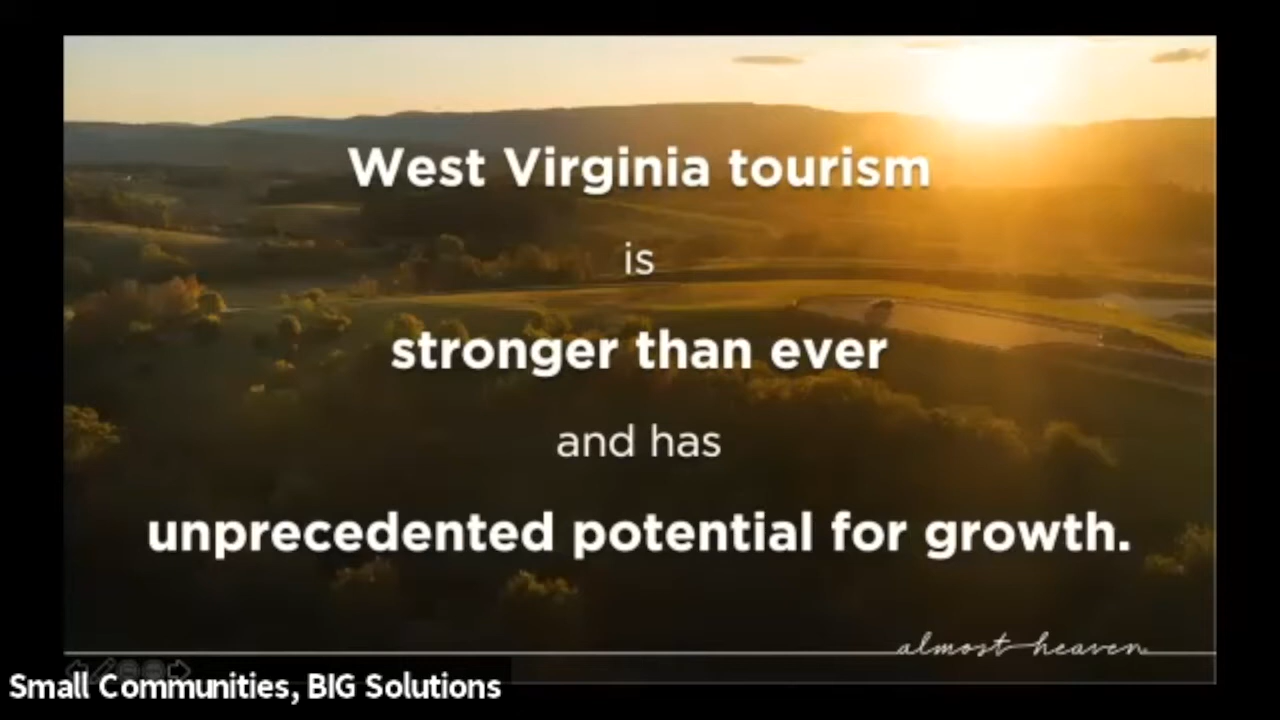 West Virginia tourism
is
stronger than ever
and has
unprecedented potential for growth.
almost heaven
Small Communities, BIG Solutions